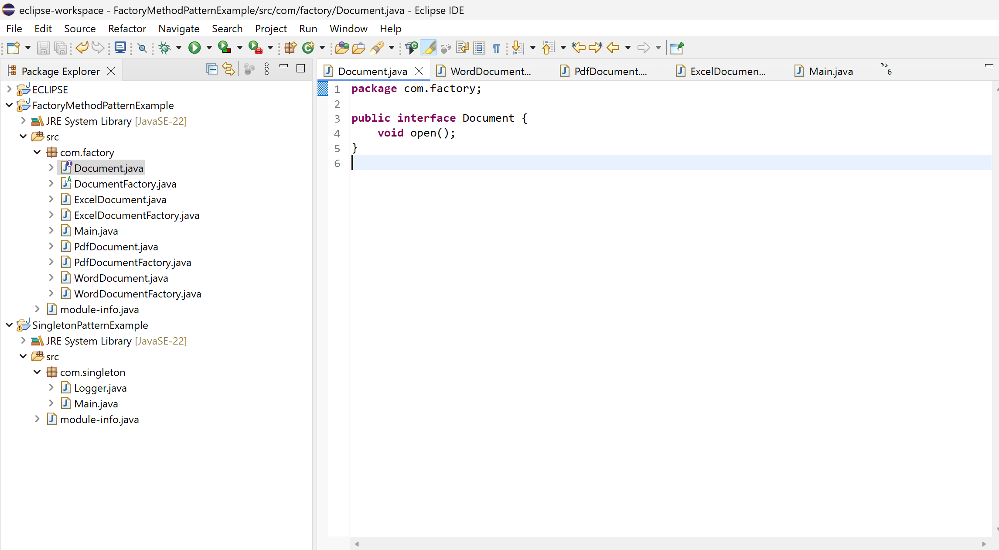 eclipse-workspace - FactoryMethodPatternExample/src/com/factory/Document.java - Eclipse IDE
File Edit Source Refactor Navigate Search Project Run Window Help
Package Explorer
ECLIPSE
FactoryMethodPatternExample
JRE System Library [JavaSE-22]
src
com.factory
Document.java
DocumentFactory.java
ExcelDocument.java
ExcelDocumentFactory.java
Main.java
PdfDocument.java
PdfDocumentFactory.java
WordDocument.java
WordDocumentFactory.java
module-info.java
SingletonPatternExample
JRE System Library [JavaSE-22]
src
com.singleton
Logger.java
Main.java
module-info.java
Document.java WordDocument... PdfDocument.... ExcelDocumen... Main.java »6
1 package com.factory;
2
3 public interface Document {
4 void open();
5 }
6